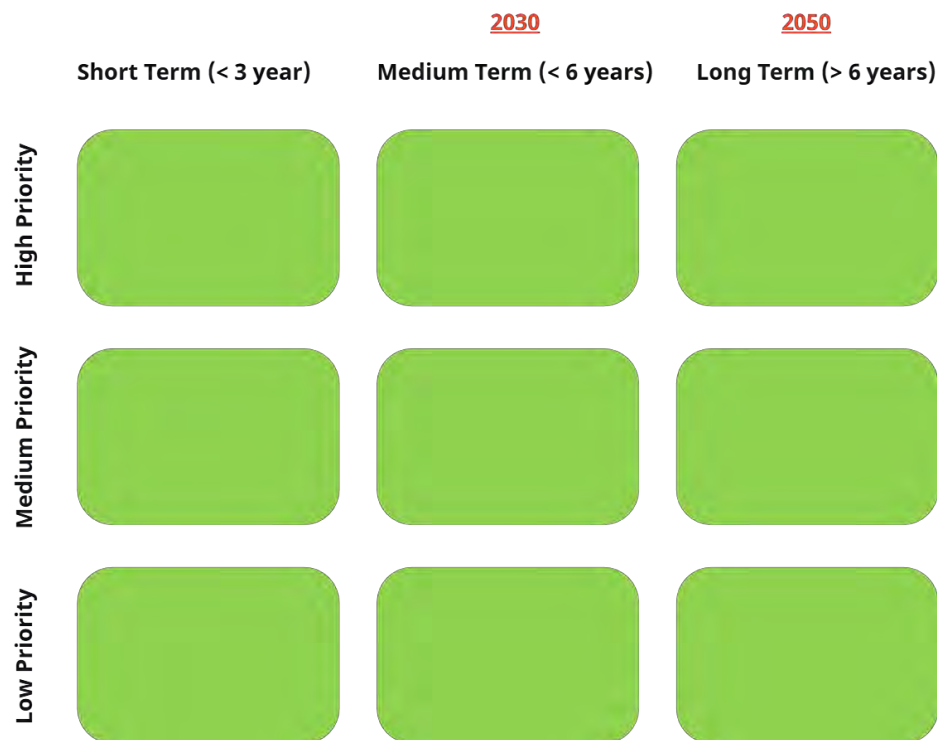 2030
2050
Short Term (< 3 year)
Medium Term (< 6 years)
Long Term (> 6 years)
High Priority
Medium Priority
Low Priority